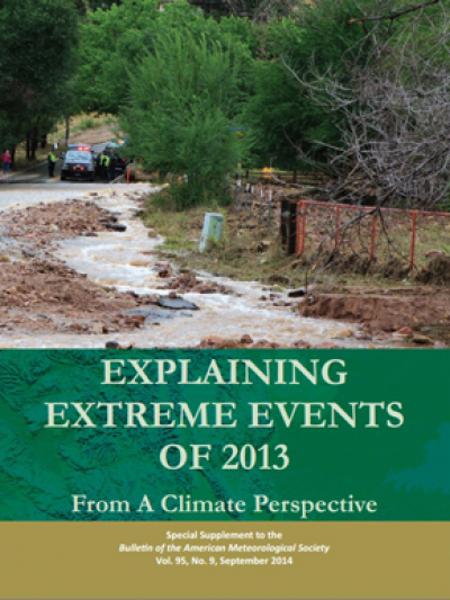 EXPLAINING
EXTREME EVENTS
OF 2013
From A Climate Perspective
Special Supplement to the
Bulletin of the American Meteorological Society
Vol. 95, No. 9, September 2014